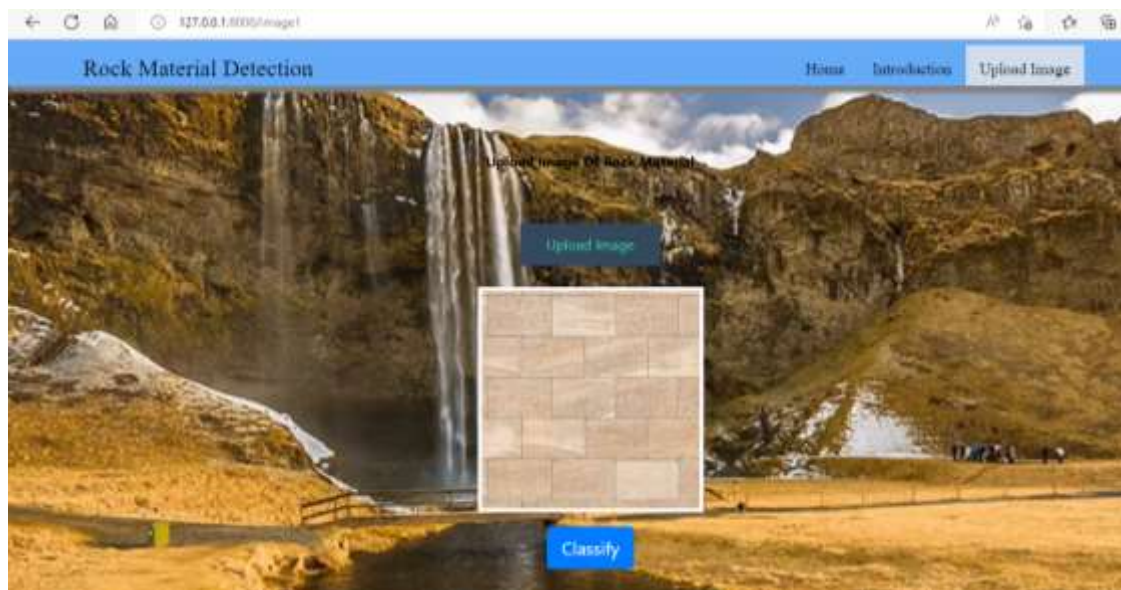 127.0.0.1:8000/image1
Rock Material Detection
Home Introduction Upload Image
Upload Image Of Rock Material
Upload Image
Classify